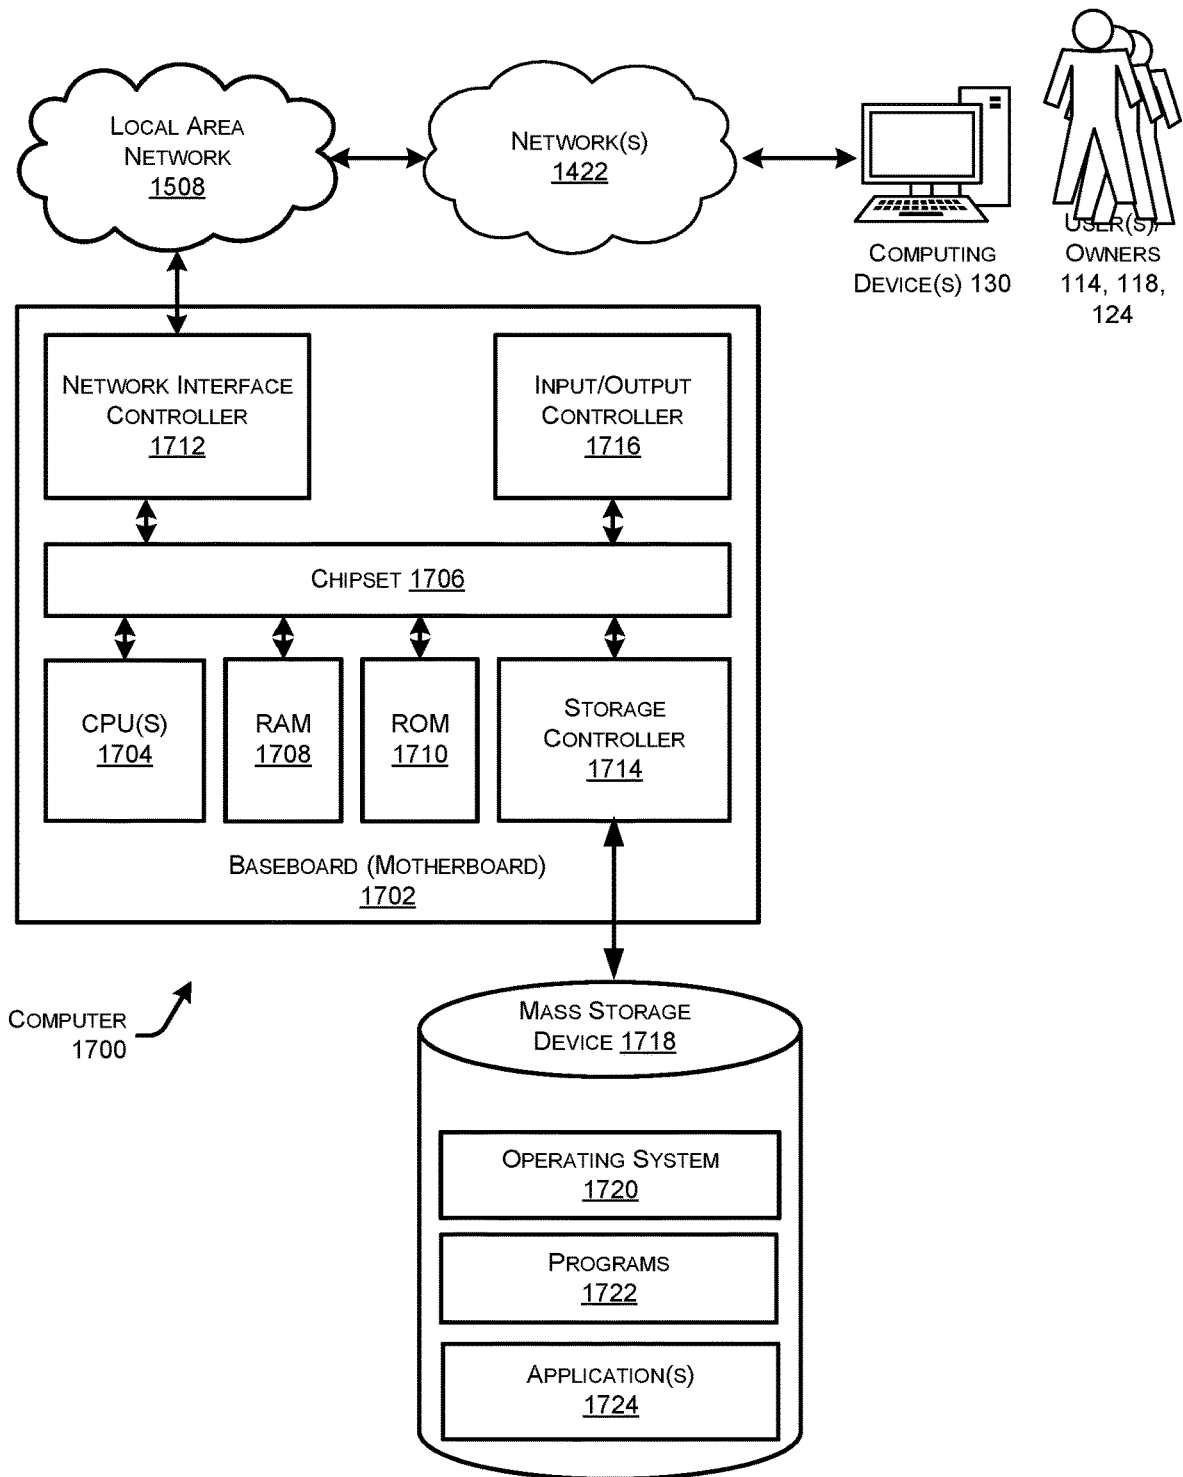 LOCAL AREA
NETWORK
1508
NETWORK(S)
1422
COMPUTING
DEVICE(S) 130
USER(S)/
OWNERS
114, 118,
124
NETWORK INTERFACE
CONTROLLER
1712
INPUT/OUTPUT
CONTROLLER
1716
CHIPSET 1706
CPU(S)
1704
RAM
1708
ROM
1710
STORAGE
CONTROLLER
1714
BASEBOARD (MOTHERBOARD)
1702
COMPUTER
1700
MASS STORAGE
DEVICE 1718
OPERATING SYSTEM
1720
PROGRAMS
1722
APPLICATION(S)
1724